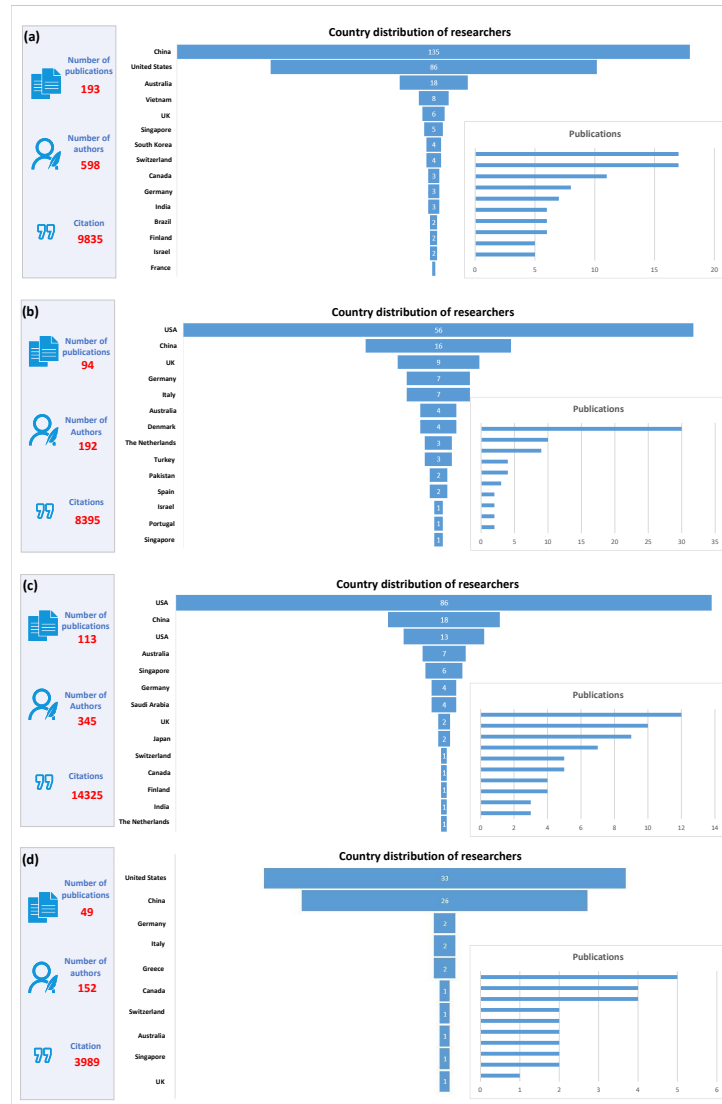 (a)
Number of
publications
193
Number of
authors
598
Citation
9835
Country distribution of researchers
China
135
United States
86
Australia
18
Vietnam
8
UK
6
Singapore
5
South Korea
4
Switzerland
4
Canada
3
Germany
3
India
3
Brazil
2
Finland
2
Israel
2
France
Publications
0 5 10 15 20
(b)
Number of
publications
94
Number of
Authors
192
Citations
8395
Country distribution of researchers
USA
56
China
16
UK
9
Germany
7
Italy
7
Australia
4
Denmark
4
The Netherlands
3
Turkey
3
Pakistan
2
Spain
2
Israel
1
Portugal
1
Singapore
1
Publications
0 5 10 15 20 25 30 35
(c)
Number of
publications
113
Number of
Authors
345
Citations
14325
Country distribution of researchers
USA
86
China
18
USA
13
Australia
7
Singapore
6
Germany
4
Saudi Arabia
4
UK
2
Japan
2
Switzerland
1
Canada
1
Finland
1
India
1
The Netherlands
1
Publications
0 2 4 6 8 10 12 14
(d)
Number of
publications
49
Number of
authors
152
Citation
3989
Country distribution of researchers
United States
33
China
26
Germany
2
Italy
2
Greece
2
Canada
1
Switzerland
1
Australia
1
Singapore
1
UK
1
Publications
0 1 2 3 4 5 6